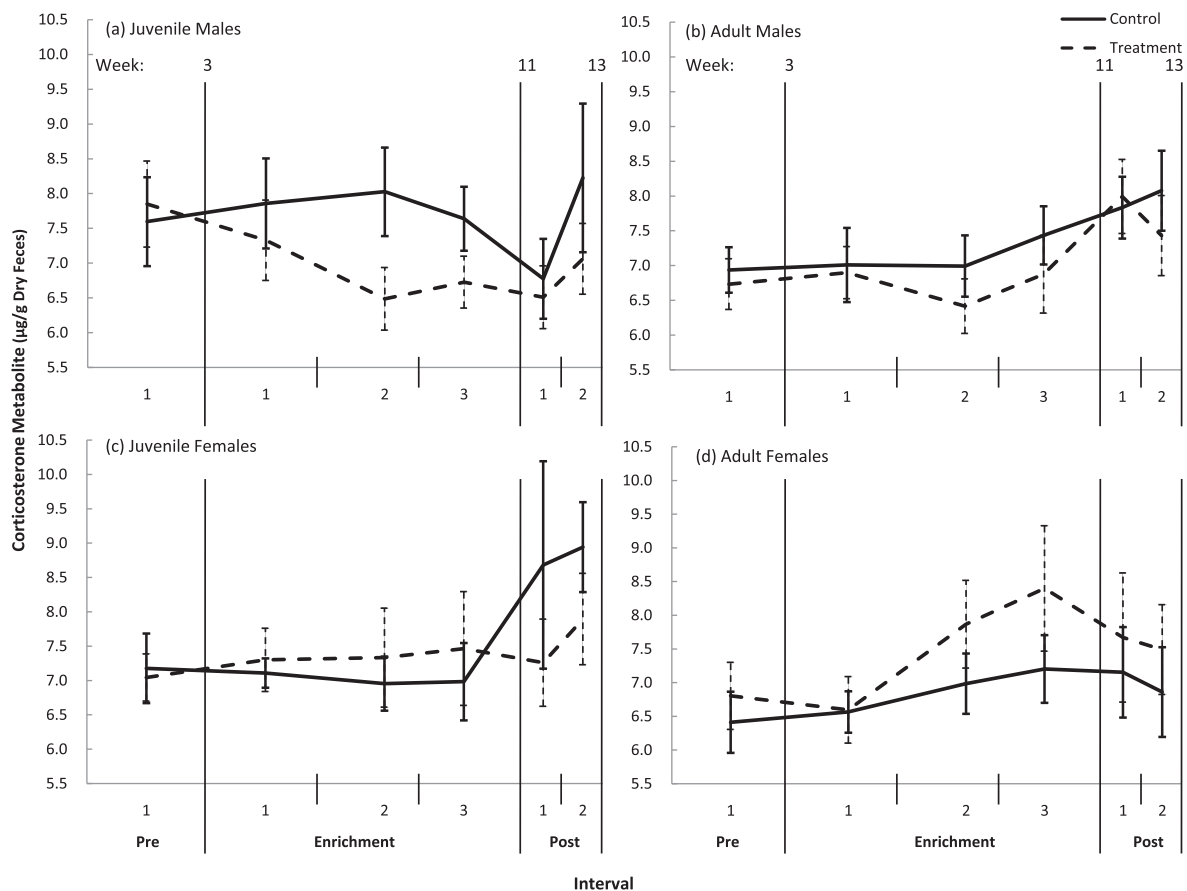 (a) Juvenile Males
Week: 3 11 13
10.5
10.0
9.5
9.0
8.5
8.0
7.5
7.0
6.5
6.0
5.5
1 1 2 3 1 2
(b) Adult Males
Control
Treatment
Week: 3 11 13
10.5
10.0
9.5
9.0
8.5
8.0
7.5
7.0
6.5
6.0
5.5
1 1 2 3 1 2
Corticosterone Metabolite (µg/g Dry Feces)
(c) Juvenile Females
10.5
10.0
9.5
9.0
8.5
8.0
7.5
7.0
6.5
6.0
5.5
1 1 2 3 1 2
Pre Enrichment Post
(d) Adult Females
10.5
10.0
9.5
9.0
8.5
8.0
7.5
7.0
6.5
6.0
5.5
1 1 2 3 1 2
Pre Enrichment Post
Interval